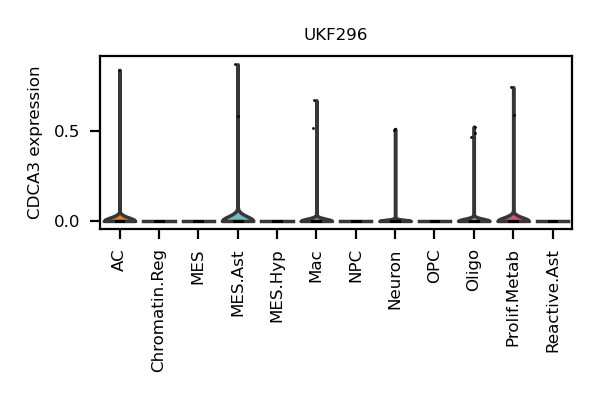 UKF296
CDCA3 expression
0.5
0.0
AC
Chromatin.Reg
MES
MES.Ast
MES.Hyp
Mac
NPC
Neuron
OPC
Oligo
Prolif.Metab
Reactive.Ast